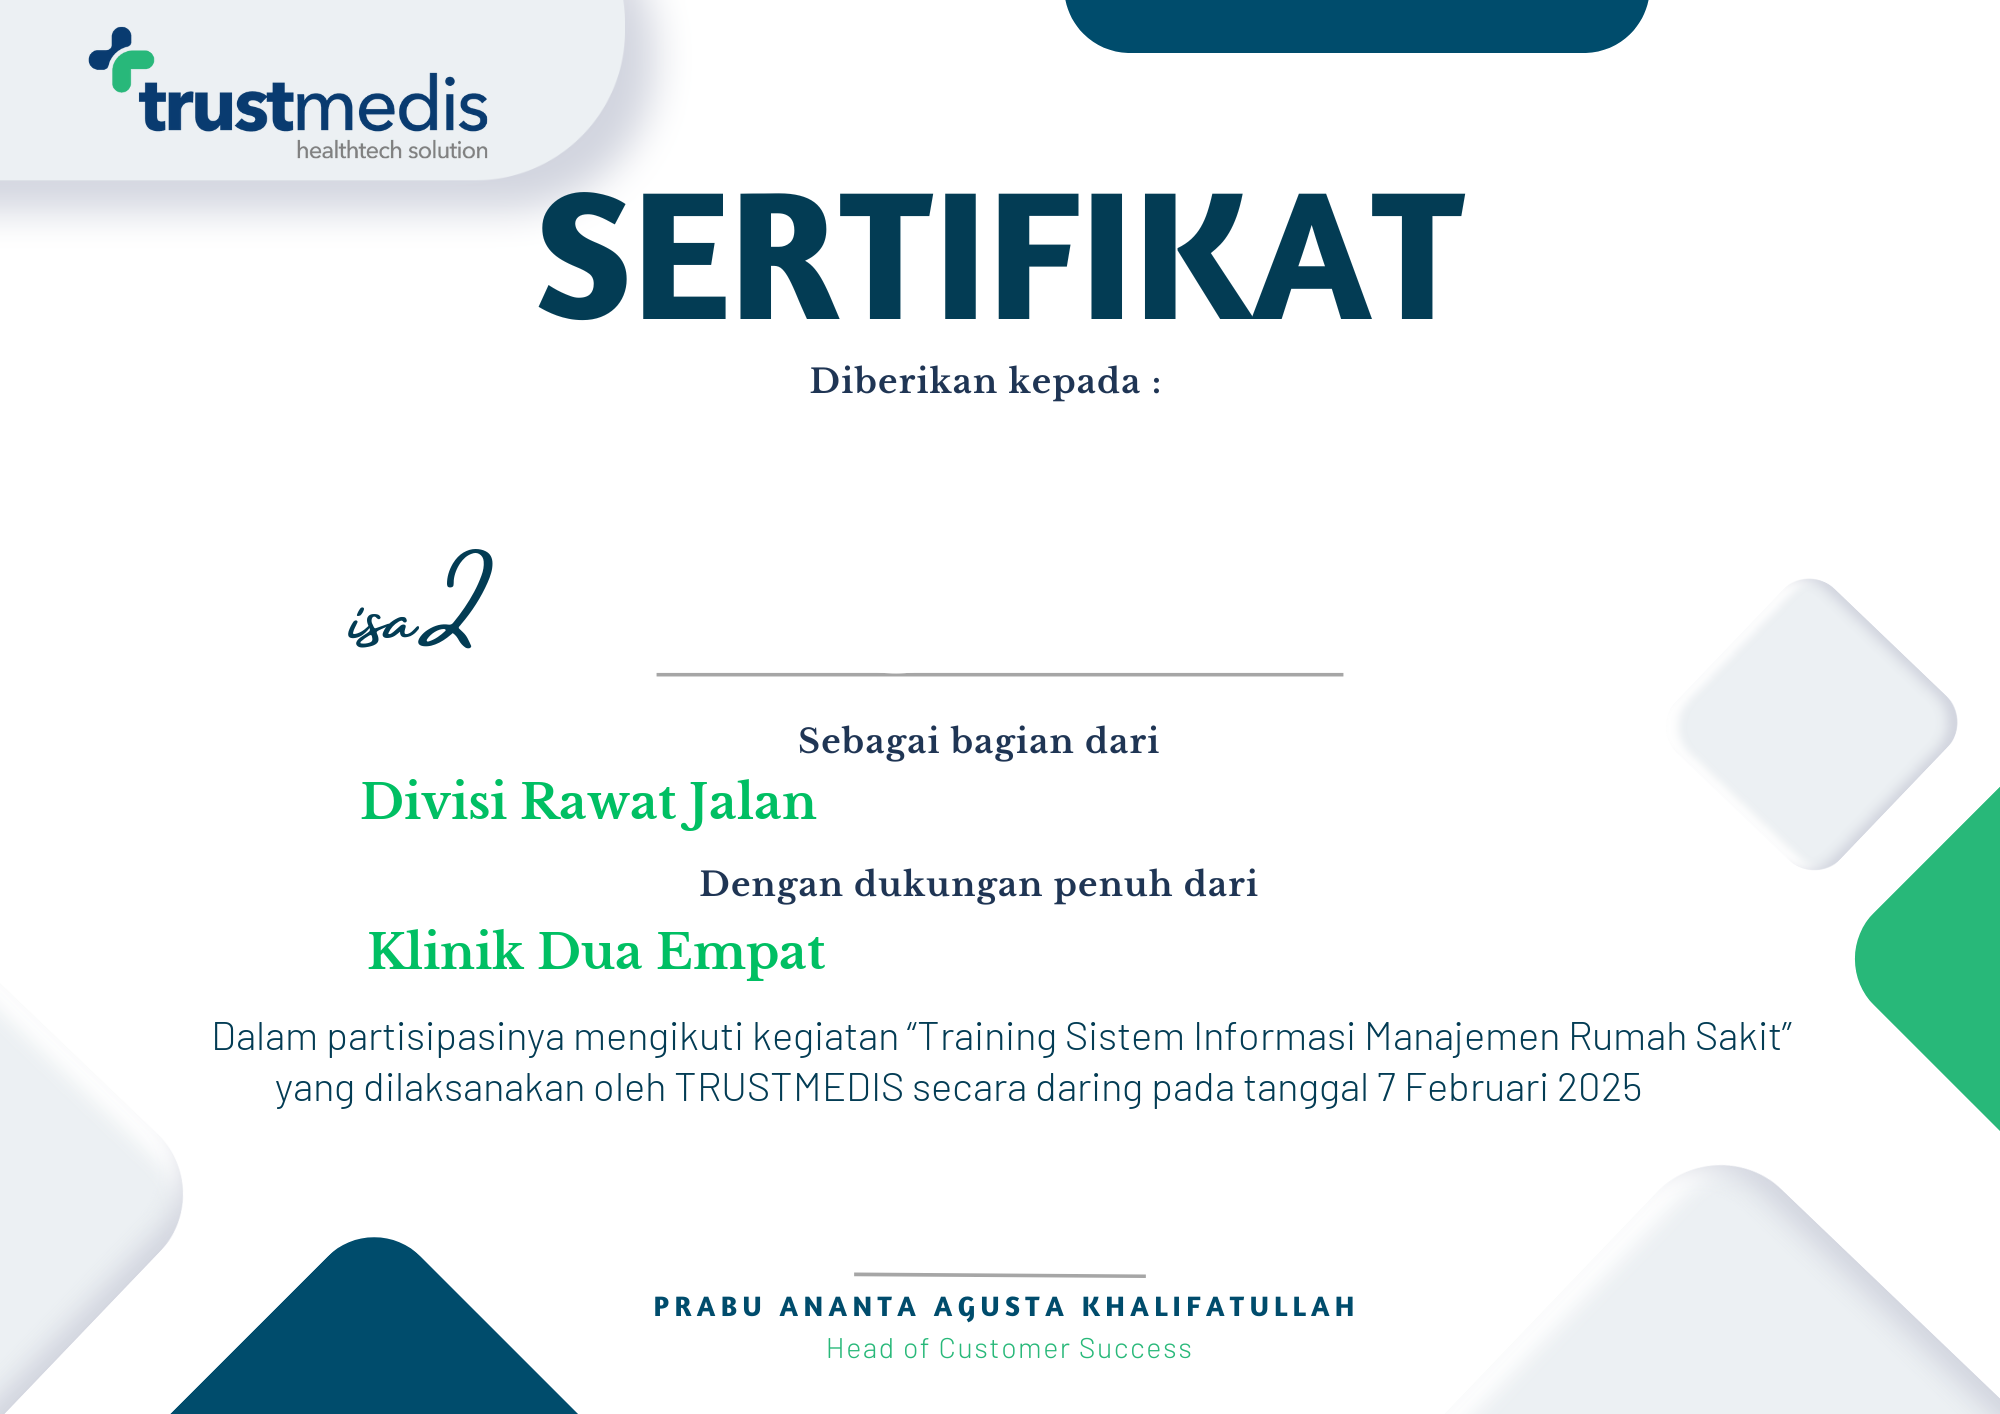 trustmedis
healthtech solution
SERTIFIKAT
Diberikan kepada :
isa2
Sebagai bagian dari
Divisi Rawat Jalan
Dengan dukungan penuh dari
Klinik Dua Empat
Dalam partisipasinya mengikuti kegiatan “Training Sistem Informasi Manajemen Rumah Sakit”
yang dilaksanakan oleh TRUSTMEDIS secara daring pada tanggal 7 Februari 2025
PRABU ANANTA AGUSTA KHALIFATULLAH
Head of Customer Success